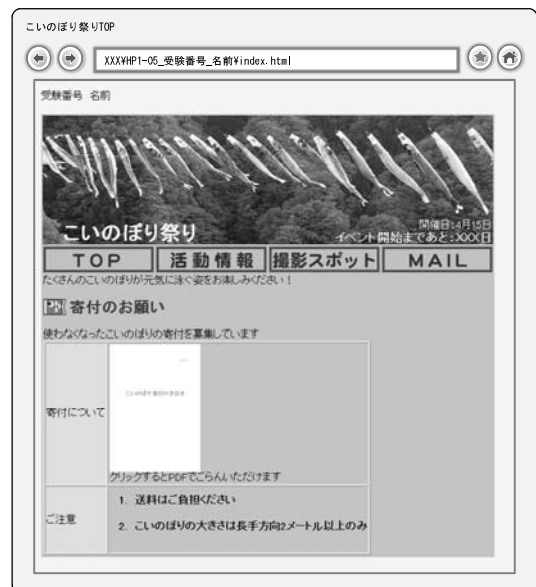 こいのぼり祭りTOP
XXX¥HP1-05_受験番号_名前¥index.html
受験番号 名前
こいのぼり祭り
開催日:4月15日
イベント開始まであと:XXX日
TOP 活動情報 撮影スポット MAIL
たくさんのこいのぼりが元気に泳ぐ姿をお楽しみください！
寄付のお願い
使わなくなったこいのぼりの寄付を募集しています
寄付について
クリックするとPDFでごらんいただけます
ご注意
1. 送料はご負担ください
2. こいのぼりの大きさは長手方向2メートル以上のみ